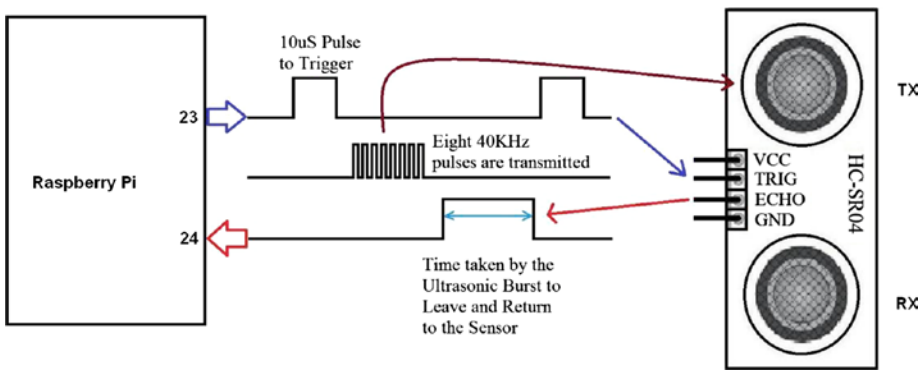 10uS Pulse
to Trigger
23
Eight 40KHz
pulses are transmitted
Raspberry Pi
24
Time taken by the
Ultrasonic Burst to
Leave and Return
to the Sensor
TX
VCC
TRIG
ECHO
GND
HC-SR04
RX